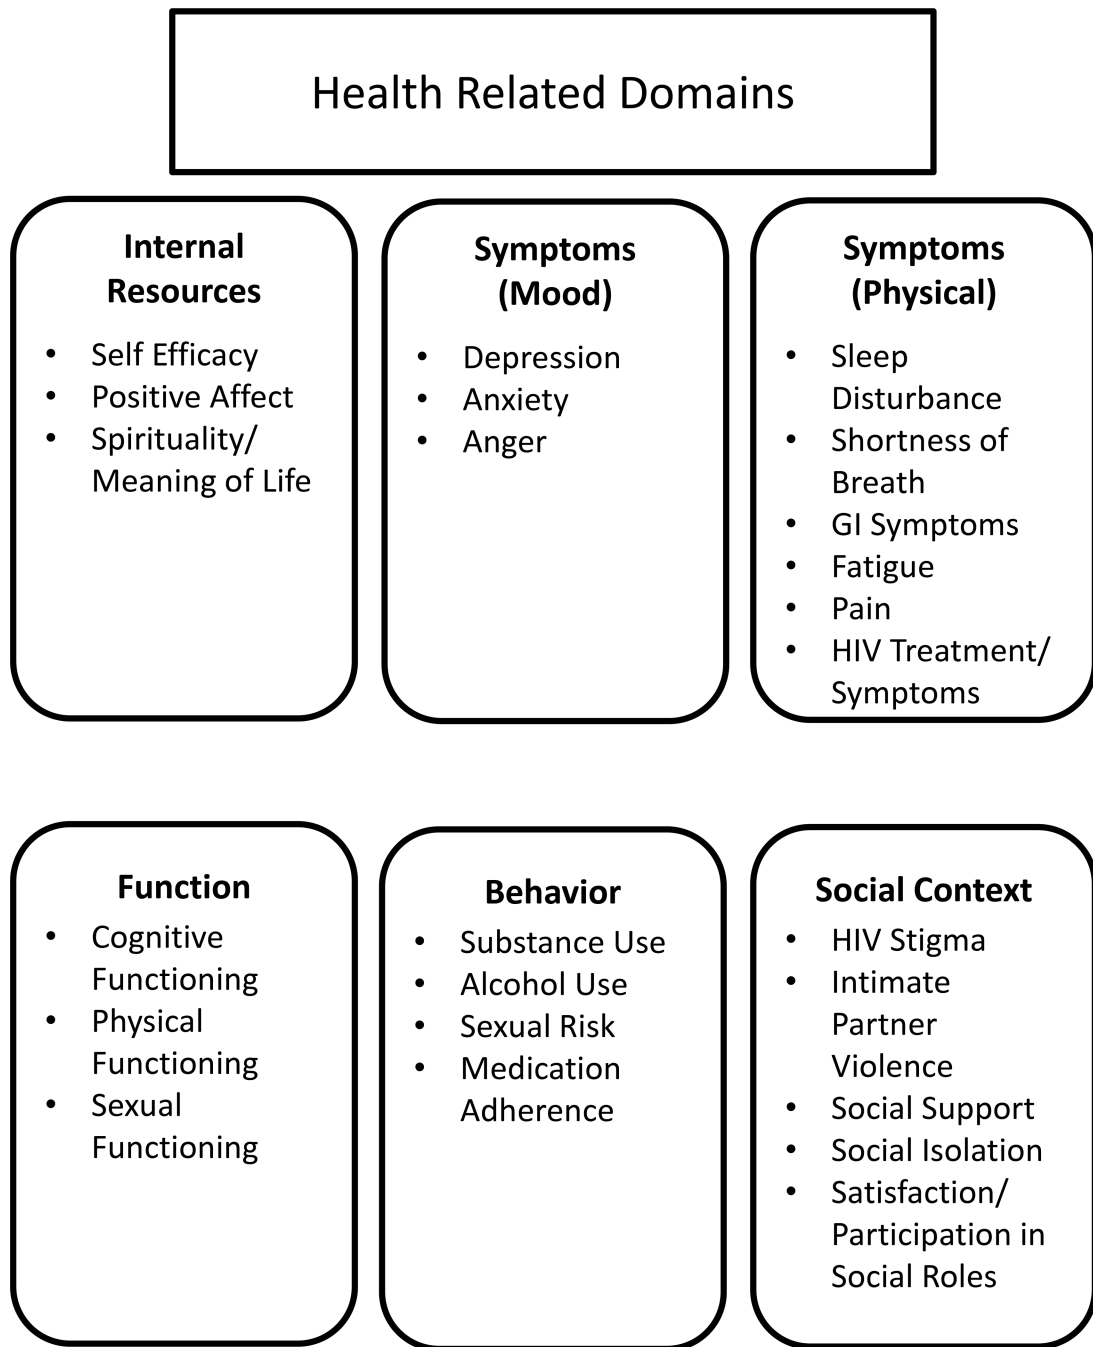 Health Related Domains
Internal
Resources
• Self Efficacy
• Positive Affect
• Spirituality/
Meaning of Life
Symptoms
(Mood)
• Depression
• Anxiety
• Anger
Symptoms
(Physical)
• Sleep
Disturbance
• Shortness of
Breath
• GI Symptoms
• Fatigue
• Pain
• HIV Treatment/
Symptoms
Function
• Cognitive
Functioning
• Physical
Functioning
• Sexual
Functioning
Behavior
• Substance Use
• Alcohol Use
• Sexual Risk
• Medication
Adherence
Social Context
• HIV Stigma
• Intimate
Partner
Violence
• Social Support
• Social Isolation
• Satisfaction/
Participation in
Social Roles